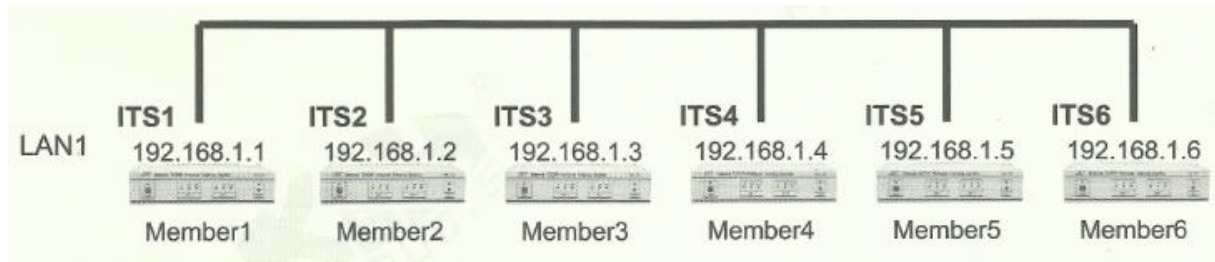 ITS1 ITS2 ITS3 ITS4 ITS5 ITS6
LAN1 192.168.1.1 192.168.1.2 192.168.1.3 192.168.1.4 192.168.1.5 192.168.1.6
Member1 Member2 Member3 Member4 Member5 Member6